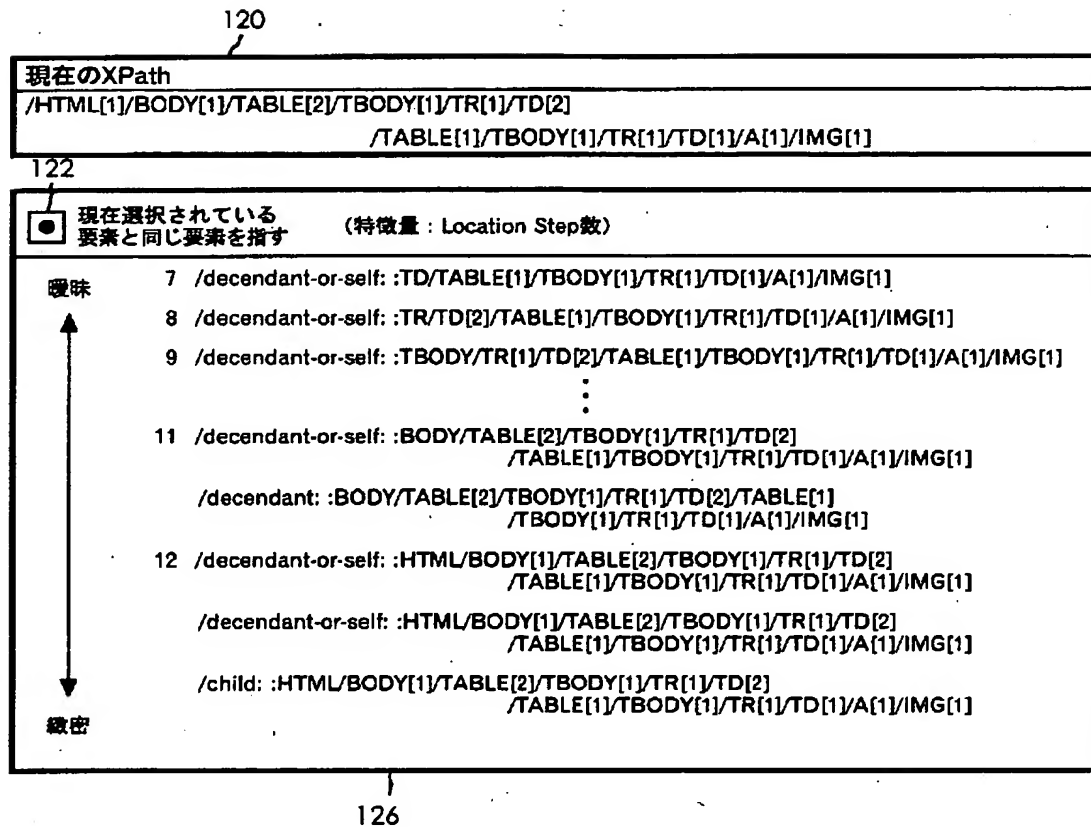 120
現在のXPath
/HTML[1]/BODY[1]/TABLE[2]/TBODY[1]/TR[1]/TD[2]
/TABLE[1]/TBODY[1]/TR[1]/TD[1]/A[1]/IMG[1]
122
現在選択されている
要素と同じ要素を指す
(特徴量:Location Step数)
曖昧
7 /decendant-or-self: :TD/TABLE[1]/TBODY[1]/TR[1]/TD[1]/A[1]/IMG[1]
8 /decendant-or-self: :TR/TD[2]/TABLE[1]/TBODY[1]/TR[1]/TD[1]/A[1]/IMG[1]
9 /decendant-or-self: :TBODY/TR[1]/TD[2]/TABLE[1]/TBODY[1]/TR[1]/TD[1]/A[1]/IMG[1]
11 /decendant-or-self: :BODY/TABLE[2]/TBODY[1]/TR[1]/TD[2]
/TABLE[1]/TBODY[1]/TR[1]/TD[1]/A[1]/IMG[1]
/decendant: :BODY/TABLE[2]/TBODY[1]/TR[1]/TD[2]/TABLE[1]
/TBODY[1]/TR[1]/TD[1]/A[1]/IMG[1]
12 /decendant-or-self: :HTML/BODY[1]/TABLE[2]/TBODY[1]/TR[1]/TD[2]
/TABLE[1]/TBODY[1]/TR[1]/TD[1]/A[1]/IMG[1]
/decendant-or-self: :HTML/BODY[1]/TABLE[2]/TBODY[1]/TR[1]/TD[2]
/TABLE[1]/TBODY[1]/TR[1]/TD[1]/A[1]/IMG[1]
/child: :HTML/BODY[1]/TABLE[2]/TBODY[1]/TR[1]/TD[2]
/TABLE[1]/TBODY[1]/TR[1]/TD[1]/A[1]/IMG[1]
緻密
126